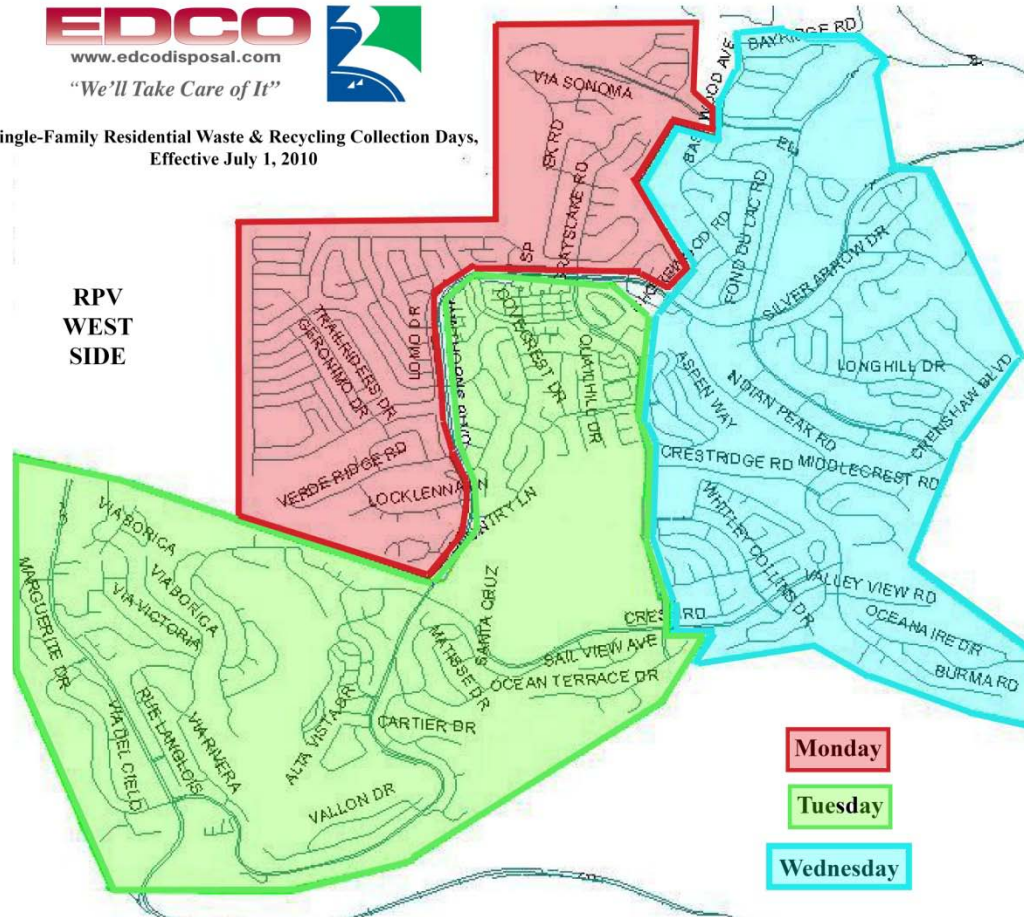 EDCO
www.edcodisposal.com
“We’ll Take Care of It”
ingle-Family Residential Waste & Recycling Collection Days,
Effective July 1, 2010
RPV
WEST
SIDE
BAYRIDGE RD
VIA SONOMA
GRAYSLAKE RD
FOND DU LAC RD
SILVER ARROW DR
TRAILRIDERS DR
GERONIMO DR
LOMO DR
DOVECREST DR
QUAILHILL DR
LONGHILL DR
CRENSHAW BLVD
ASPEN WAY
INDIAN PEAK RD
CRESTRIDGE RD
MIDDLECREST RD
VERDE RIDGE RD
LOCKLENNA LN
WHITLEY COLLINS DR
VALLEY VIEW RD
OCEANAIRE DR
BURMA RD
VIA BORICA
VIA BORICA
VIA VICTORIA
MARGUERITE DR
SANTA CRUZ
MATISSE DR
SAIL VIEW AVE
OCEAN TERRACE DR
CARTIER DR
ALTA VISTA DR
VIA DEL CIELO
RUE LANGLOIS
VIA RIVERA
VALLON DR
Monday
Tuesday
Wednesday